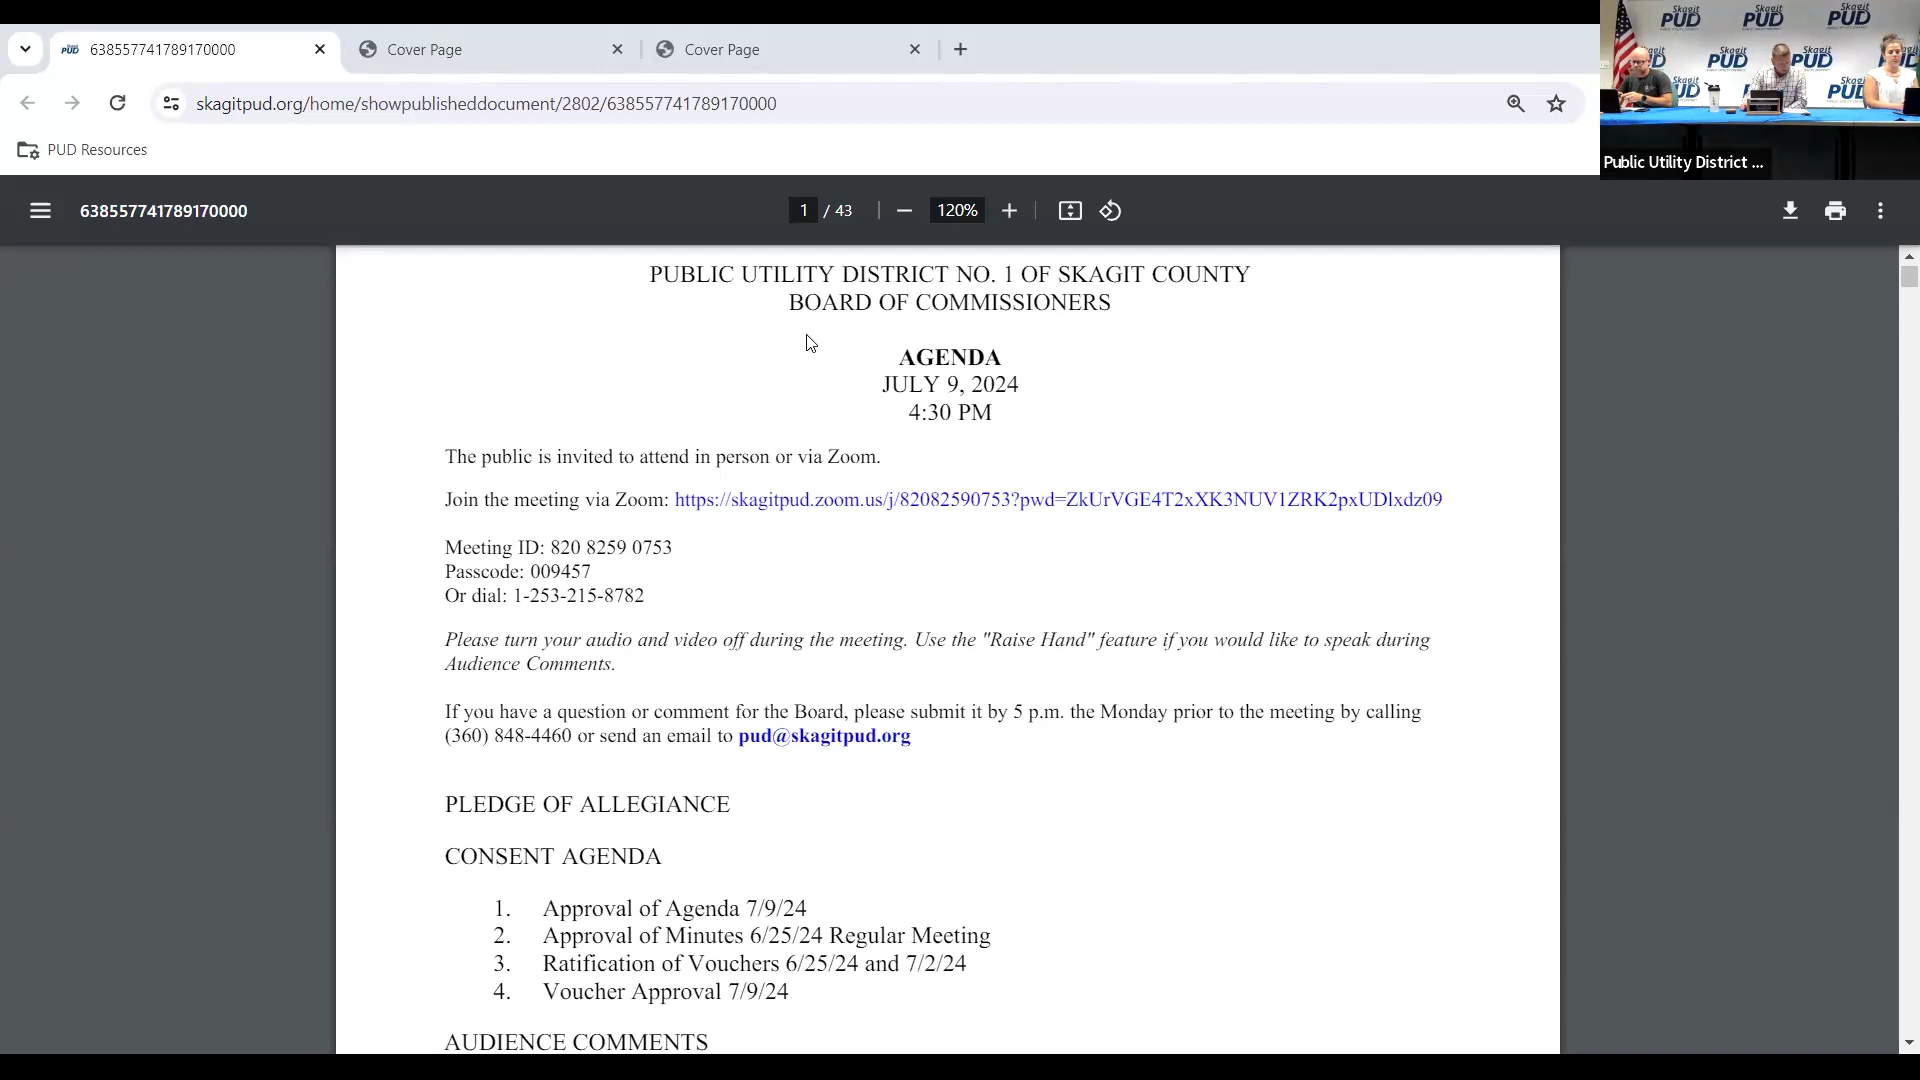 638557741789170000
Cover Page
Cover Page
skagitpud.org/home/showpublisheddocument/2802/638557741789170000
PUD Resources
Public Utility District ...
638557741789170000
1 / 43
120%
PUBLIC UTILITY DISTRICT NO. 1 OF SKAGIT COUNTY
BOARD OF COMMISSIONERS
AGENDA
JULY 9, 2024
4:30 PM
The public is invited to attend in person or via Zoom.
Join the meeting via Zoom: https://skagitpud.zoom.us/j/82082590753?pwd=ZkUrVGE4T2xXK3NUV1ZRK2pxUDlxdz09
Meeting ID: 820 8259 0753
Passcode: 009457
Or dial: 1-253-215-8782
Please turn your audio and video off during the meeting. Use the "Raise Hand" feature if you would like to speak during
Audience Comments.
If you have a question or comment for the Board, please submit it by 5 p.m. the Monday prior to the meeting by calling
(360) 848-4460 or send an email to pud@skagitpud.org
PLEDGE OF ALLEGIANCE
CONSENT AGENDA
1. Approval of Agenda 7/9/24
2. Approval of Minutes 6/25/24 Regular Meeting
3. Ratification of Vouchers 6/25/24 and 7/2/24
4. Voucher Approval 7/9/24
AUDIENCE COMMENTS